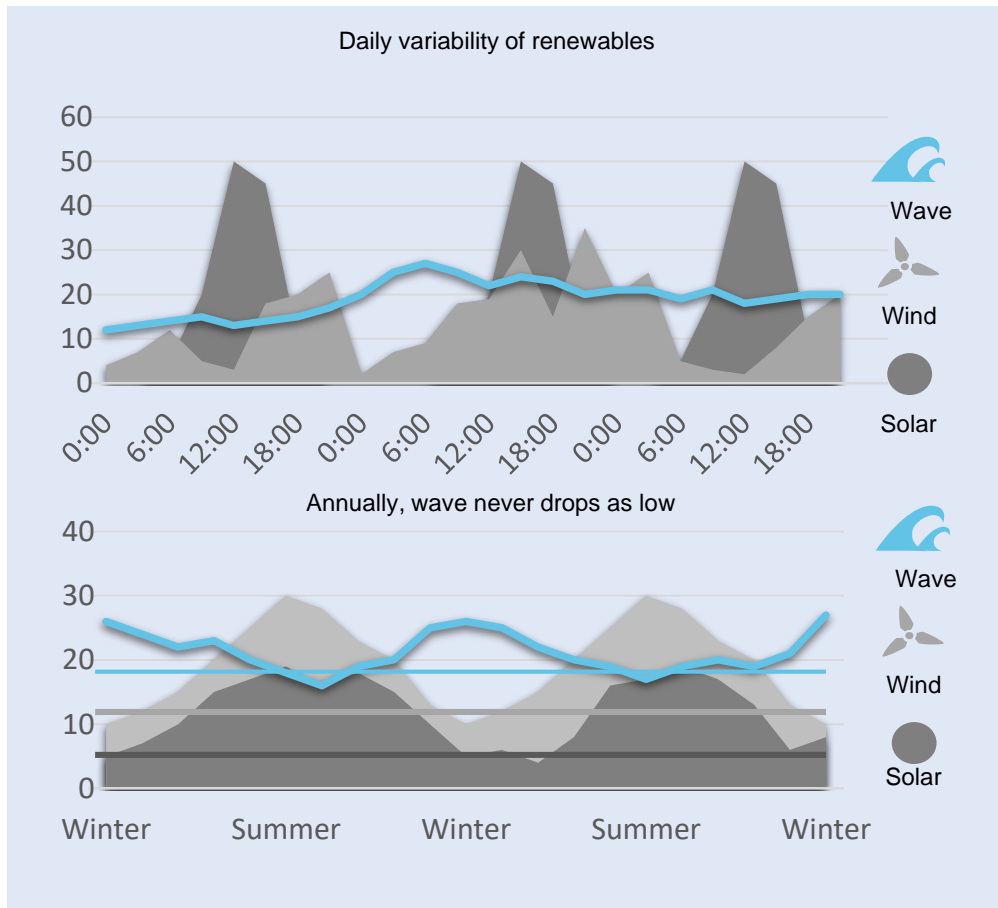 Daily variability of renewables
60
50
40
30
20
10
0
0:00 6:00 12:00 18:00 0:00 6:00 12:00 18:00 0:00 6:00 12:00 18:00
Wave
Wind
Solar
Annually, wave never drops as low
40
30
20
10
0
Winter Summer Winter Summer Winter
Wave
Wind
Solar